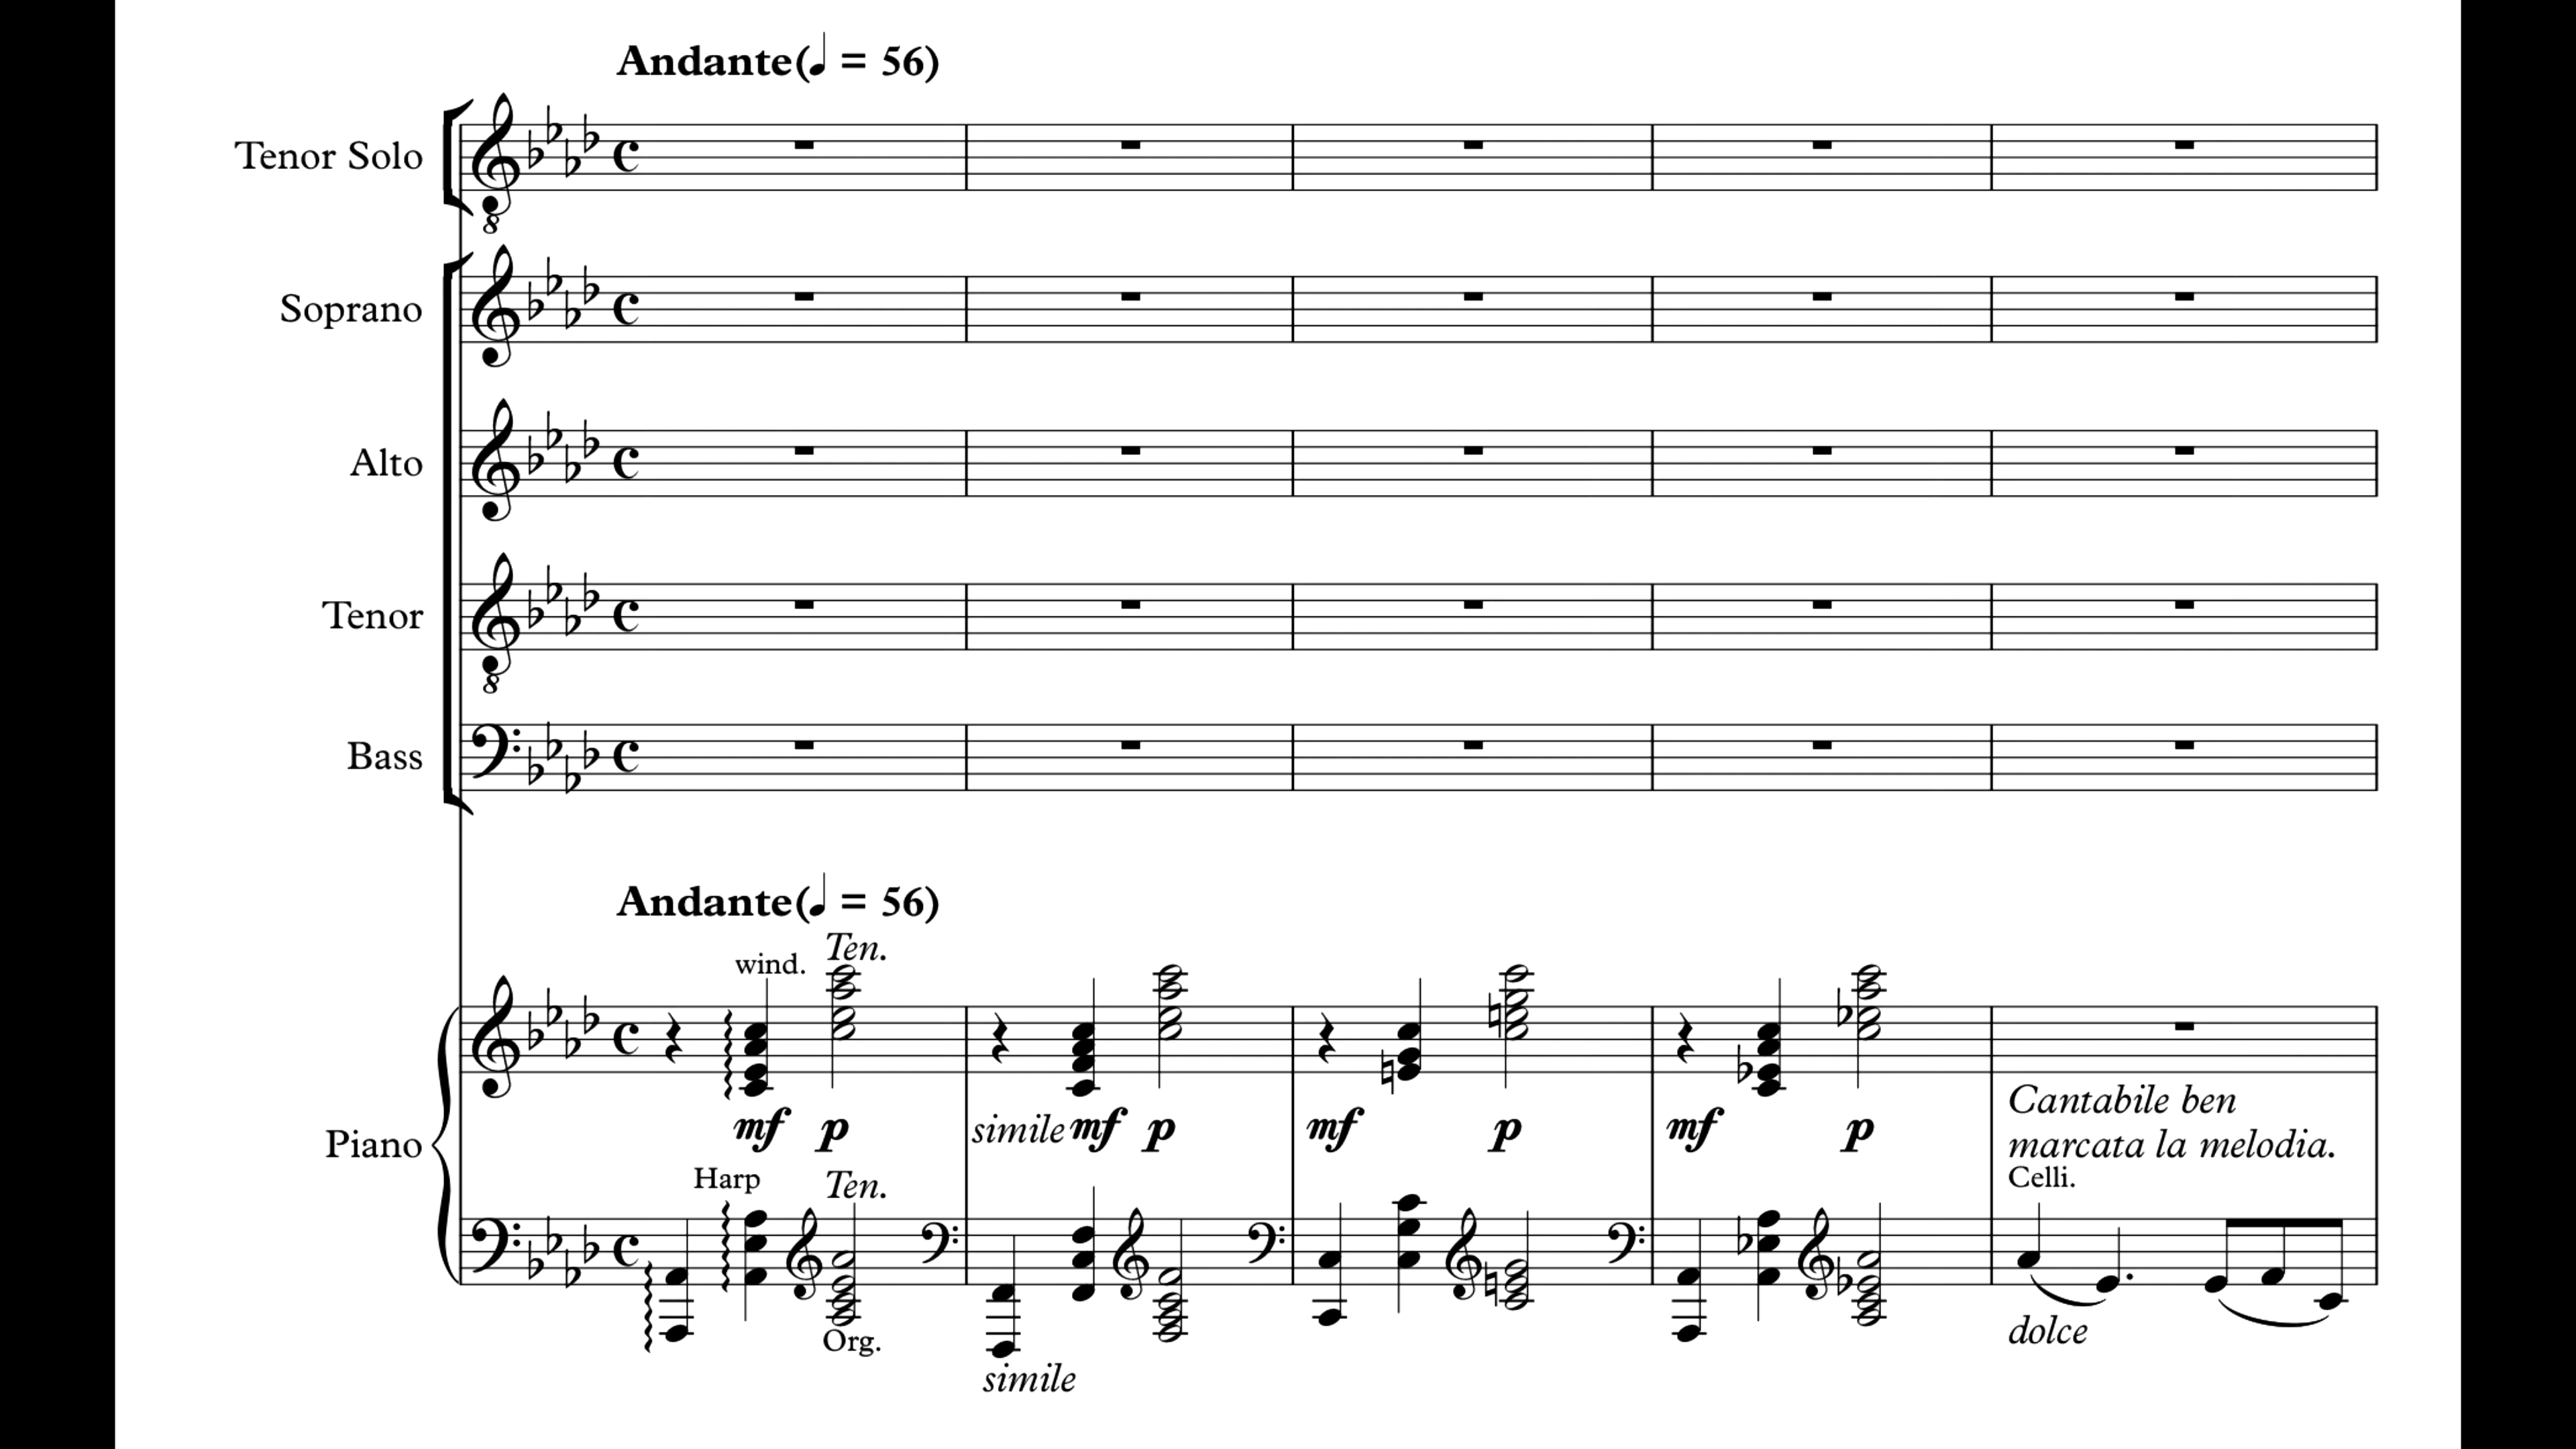 Andante(♩ = 56)
Tenor Solo
Soprano
Alto
Tenor
Bass
Andante(♩ = 56)
wind. Ten.
Piano
mf p simile mf p mf p mf p
Cantabile ben
marcata la melodia.
Harp Ten. Celli.
Org.
dolce
simile